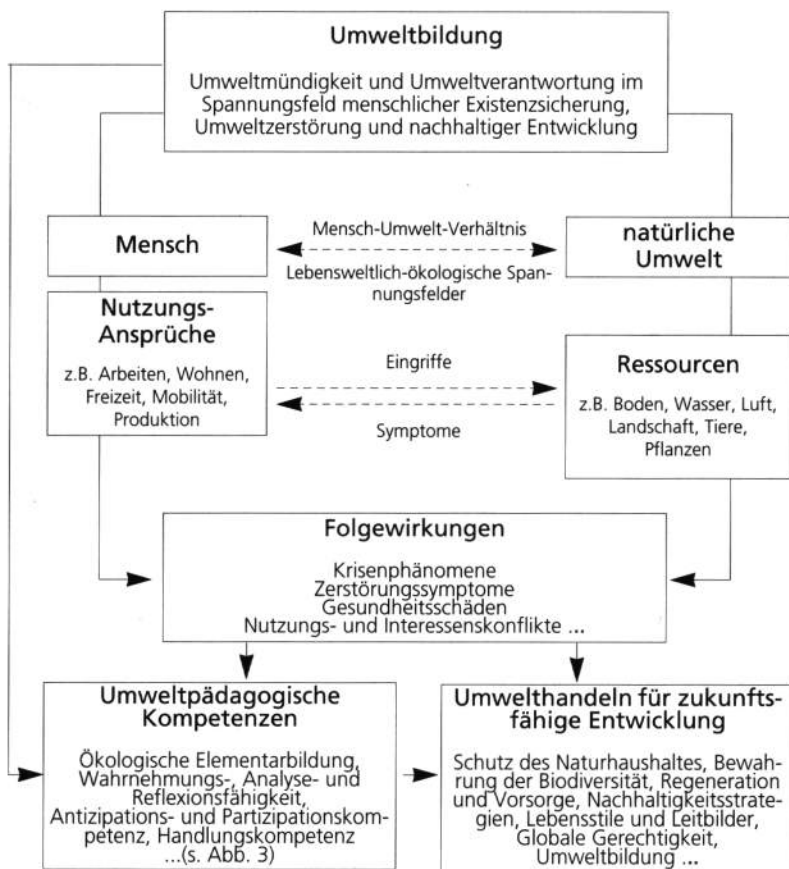 Umweltbildung
Umweltmündigkeit und Umweltverantwortung im
Spannungsfeld menschlicher Existenzsicherung,
Umweltzerstörung und nachhaltiger Entwicklung
Mensch
Mensch-Umwelt-Verhältnis
Lebensweltlich-ökologische Span-
nungsfelder
natürliche
Umwelt
Nutzungs-
Ansprüche
z.B. Arbeiten, Wohnen,
Freizeit, Mobilität,
Produktion
Eingriffe
Symptome
Ressourcen
z.B. Boden, Wasser, Luft,
Landschaft, Tiere,
Pflanzen
Folgewirkungen
Krisenphänomene
Zerstörungssymptome
Gesundheitsschäden
Nutzungs- und Interessenskonflikte ...
Umweltpädagogische
Kompetenzen
Ökologische Elementarbildung,
Wahrnehmungs-, Analyse- und
Reflexionsfähigkeit,
Antizipations- und Partizipationskom-
petenz, Handlungskompetenz
...(s. Abb. 3)
Umwelthandeln für zukunfts-
fähige Entwicklung
Schutz des Naturhaushaltes, Bewah-
rung der Biodiversität, Regeneration
und Vorsorge, Nachhaltigkeitsstrate-
gien, Lebensstile und Leitbilder,
Globale Gerechtigkeit,
Umweltbildung ...